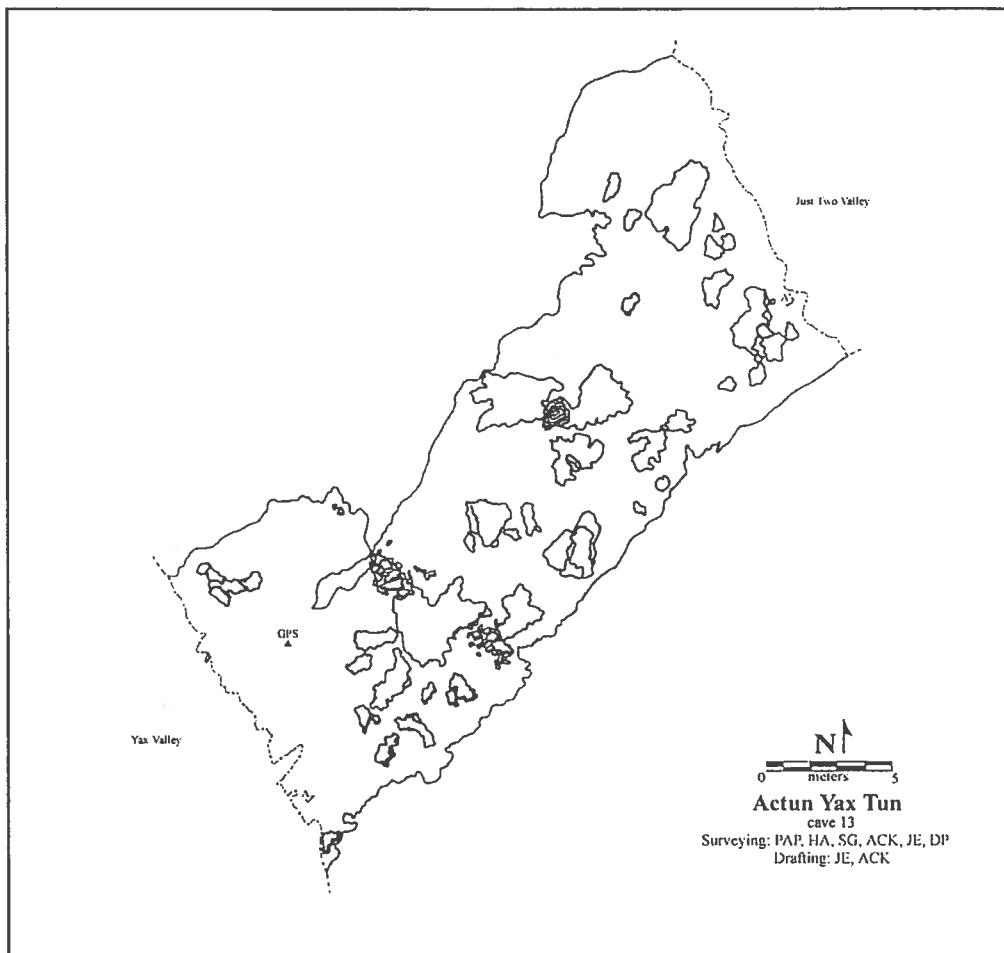 Just Two Valley
GPS
Yax Valley
N
0 meters 5
Actun Yax Tun
cave 13
Surveying: PAP, HA, SG, ACK, JE, DP
Drafting: JE, ACK